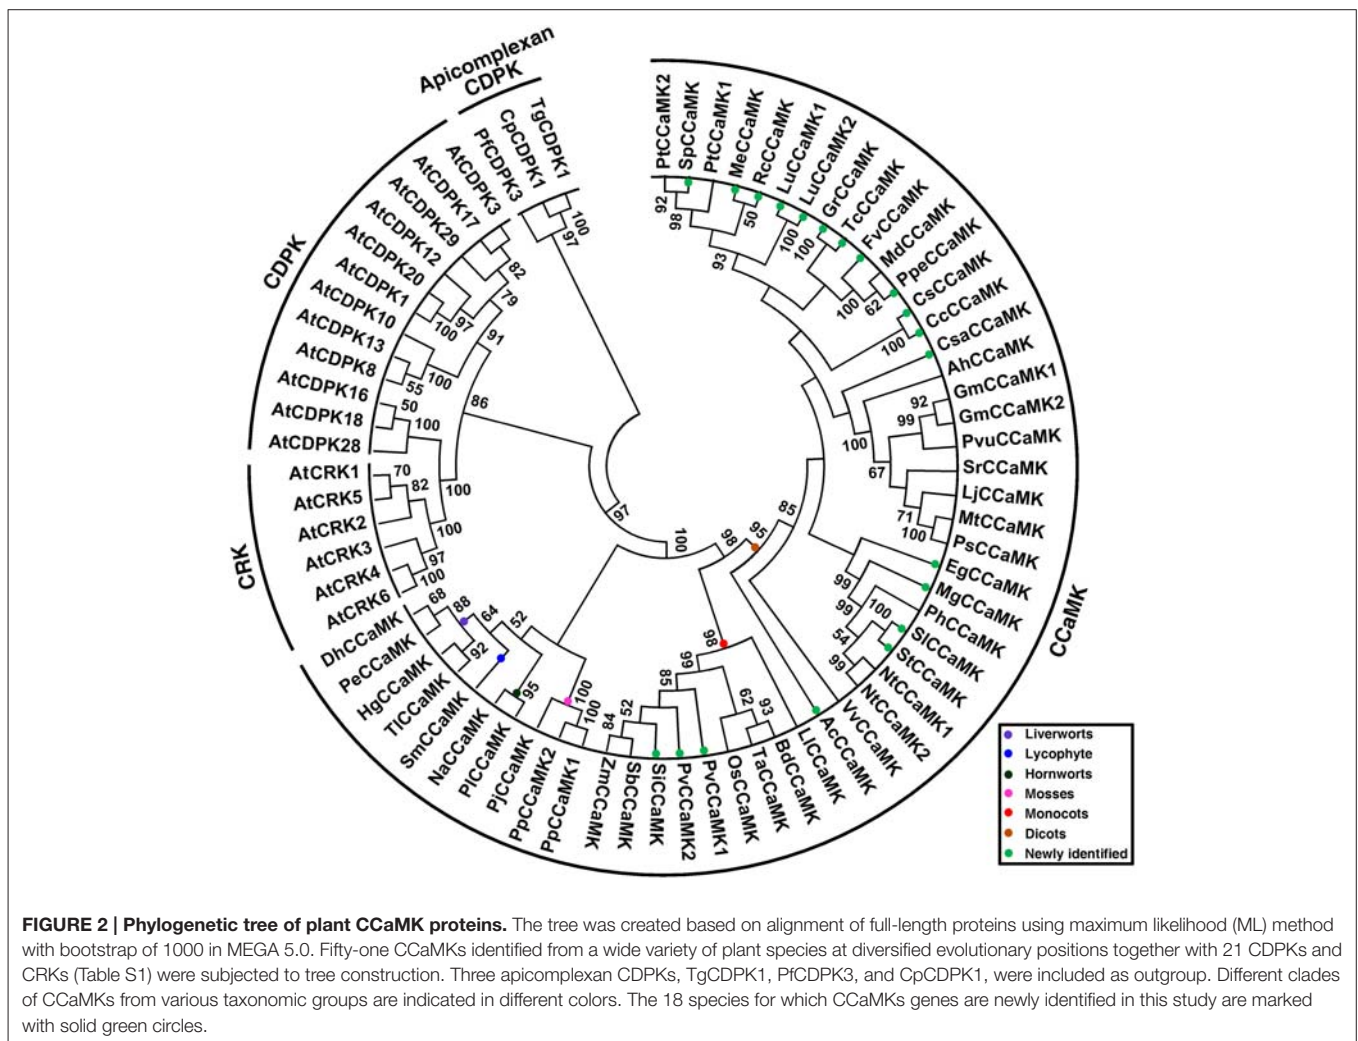 Apicomplexan
CDPK
TgCDPK1
CpCDPK1
PfCDPK3
AtCDPK3
AtCDPK17
AtCDPK29
AtCDPK12
AtCDPK20
AtCDPK1
AtCDPK10
AtCDPK13
AtCDPK8
AtCDPK16
AtCDPK18
AtCDPK28
CDPK
AtCRK1
AtCRK5
AtCRK2
AtCRK3
AtCRK4
AtCRK6
CRK
DhCCaMK
PeCCaMK
HgCCaMK
TlCCaMK
SmCCaMK
NaCCaMK
PlCCaMK
PjCCaMK
PpCCaMK2
PpCCaMK1
ZmCCaMK
SbCCaMK
SiCCaMK
PvCCaMK2
PvCCaMK1
OsCCaMK
TaCCaMK
BdCCaMK
LlCCaMK
AcCCaMK
VvCCaMK
NtCCaMK2
NtCCaMK1
StCCaMK
SlCCaMK
PhCCaMK
MgCCaMK
EgCCaMK
PsCCaMK
MtCCaMK
LjCCaMK
SrCCaMK
PvuCCaMK
GmCCaMK2
GmCCaMK1
AhCCaMK
CsaCCaMK
CcCCaMK
CsCCaMK
PpeCCaMK
MdCCaMK
FvCCaMK
TcCCaMK
GrCCaMK
LuCCaMK2
LuCCaMK1
RcCCaMK
MeCCaMK
PtCCaMK1
SpCCaMK
PtCCaMK2
CCaMK
100
97
82
79
97
100
91
100
55
50
100
86
100
70
82
100
97
100
68
88
64
52
92
95
100
100
97
100
98
95
85
98
99
85
52
84
62
93
92
98
50
93
100
100
100
62
100
100
92
99
67
71
100
99
99
100
54
99
Liverworts
Lycophyte
Hornworts
Mosses
Monocots
Dicots
Newly identified
FIGURE 2 | Phylogenetic tree of plant CCaMK proteins. The tree was created based on alignment of full-length proteins using maximum likelihood (ML) method
with bootstrap of 1000 in MEGA 5.0. Fifty-one CCaMKs identified from a wide variety of plant species at diversified evolutionary positions together with 21 CDPKs and
CRKs (Table S1) were subjected to tree construction. Three apicomplexan CDPKs, TgCDPK1, PfCDPK3, and CpCDPK1, were included as outgroup. Different clades
of CCaMKs from various taxonomic groups are indicated in different colors. The 18 species for which CCaMKs genes are newly identified in this study are marked
with solid green circles.